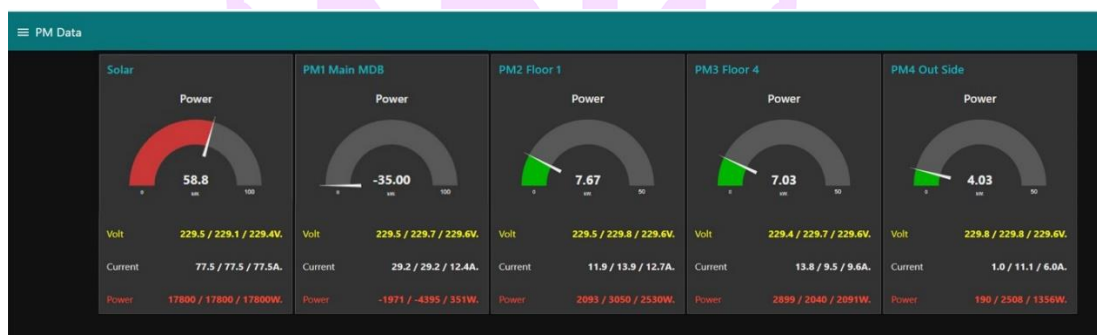 ≡ PM Data
Solar
Power
58.8
kW
0 100
Volt 229.5 / 229.1 / 229.4V.
Current 77.5 / 77.5 / 77.5A.
Power 17800 / 17800 / 17800W.
PM1 Main MDB
Power
-35.00
kW
0 100
Volt 229.5 / 229.7 / 229.6V.
Current 29.2 / 29.2 / 12.4A.
Power -1971 / -4395 / 351W.
PM2 Floor 1
Power
7.67
kW
0 50
Volt 229.5 / 229.8 / 229.6V.
Current 11.9 / 13.9 / 12.7A.
Power 2093 / 3050 / 2530W.
PM3 Floor 4
Power
7.03
kW
0 50
Volt 229.4 / 229.7 / 229.6V.
Current 13.8 / 9.5 / 9.6A.
Power 2899 / 2040 / 2091W.
PM4 Out Side
Power
4.03
kW
0 50
Volt 229.8 / 229.8 / 229.6V.
Current 1.0 / 11.1 / 6.0A.
Power 190 / 2508 / 1356W.